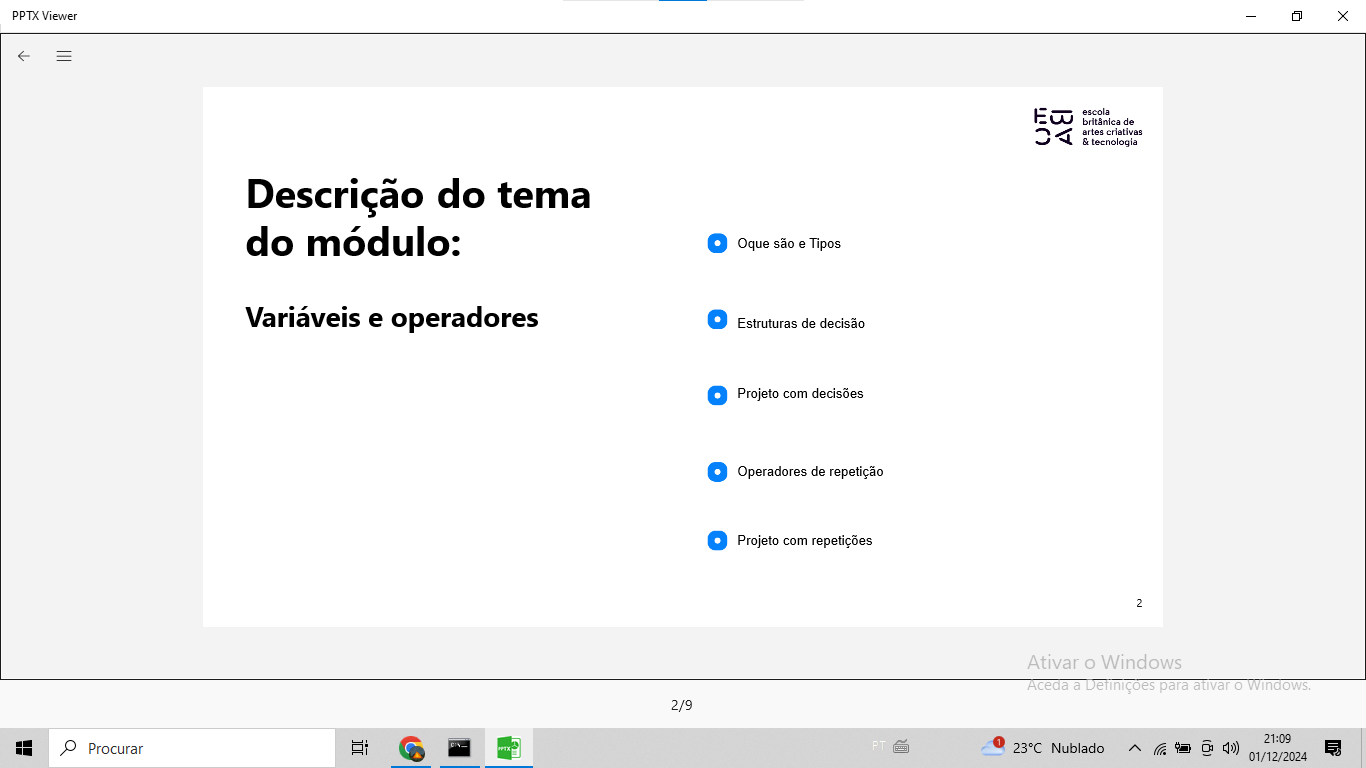 PPTX Viewer
escola
britânica de
artes criativas
& tecnologia
Descrição do tema
do módulo:
Variáveis e operadores
Oque são e Tipos
Estruturas de decisão
Projeto com decisões
Operadores de repetição
Projeto com repetições
2
Ativar o Windows
Aceda a Definições para ativar o Windows.
2/9
Procurar
PPTX
PT
1
23°C Nublado
21:09
01/12/2024